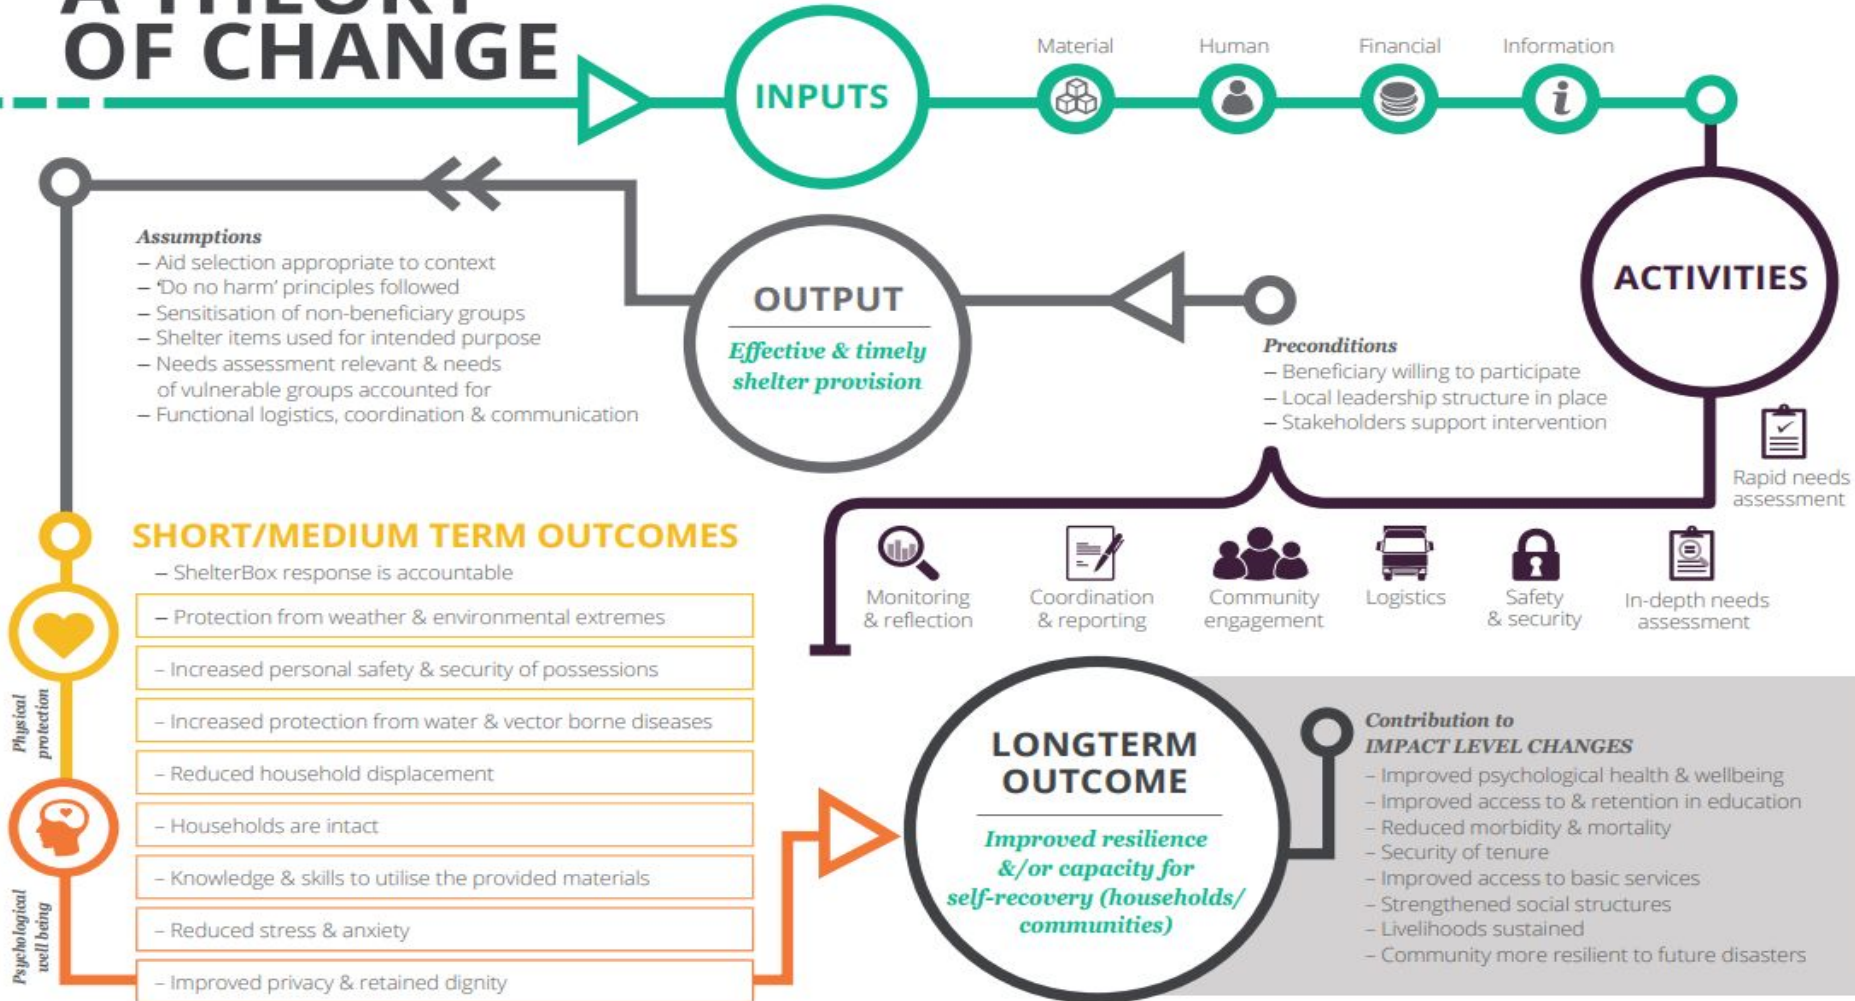 A THEORY
OF CHANGE
INPUTS
Material
Human
Financial
Information
i
ACTIVITIES
Rapid needs
assessment
In-depth needs
assessment
Safety
& security
Logistics
Community
engagement
Coordination
& reporting
Monitoring
& reflection
Preconditions
– Beneficiary willing to participate
– Local leadership structure in place
– Stakeholders support intervention
OUTPUT
Effective & timely
shelter provision
Assumptions
– Aid selection appropriate to context
– ‘Do no harm’ principles followed
– Sensitisation of non-beneficiary groups
– Shelter items used for intended purpose
– Needs assessment relevant & needs
of vulnerable groups accounted for
– Functional logistics, coordination & communication
SHORT/MEDIUM TERM OUTCOMES
– ShelterBox response is accountable
– Protection from weather & environmental extremes
– Increased personal safety & security of possessions
– Increased protection from water & vector borne diseases
– Reduced household displacement
– Households are intact
– Knowledge & skills to utilise the provided materials
– Reduced stress & anxiety
– Improved privacy & retained dignity
Physical
protection
Psychological
well being
LONGTERM
OUTCOME
Improved resilience
&/or capacity for
self-recovery (households/
communities)
Contribution to
IMPACT LEVEL CHANGES
– Improved psychological health & wellbeing
– Improved access to & retention in education
– Reduced morbidity & mortality
– Security of tenure
– Improved access to basic services
– Strengthened social structures
– Livelihoods sustained
– Community more resilient to future disasters